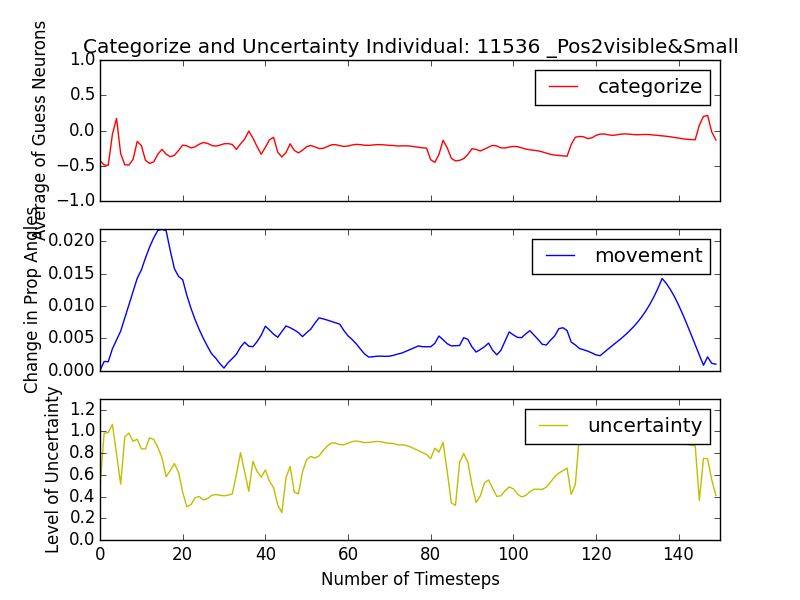 Categorize and Uncertainty Individual: 11536 _Pos2visible&Small
Average of Guess Neurons
1.0
0.5
0.0
−0.5
−1.0
categorize
Change in Prop Angles
0.020
0.015
0.010
0.005
0.000
movement
Level of Uncertainty
1.2
1.0
0.8
0.6
0.4
0.2
0.0
uncertainty
0 20 40 60 80 100 120 140
Number of Timesteps